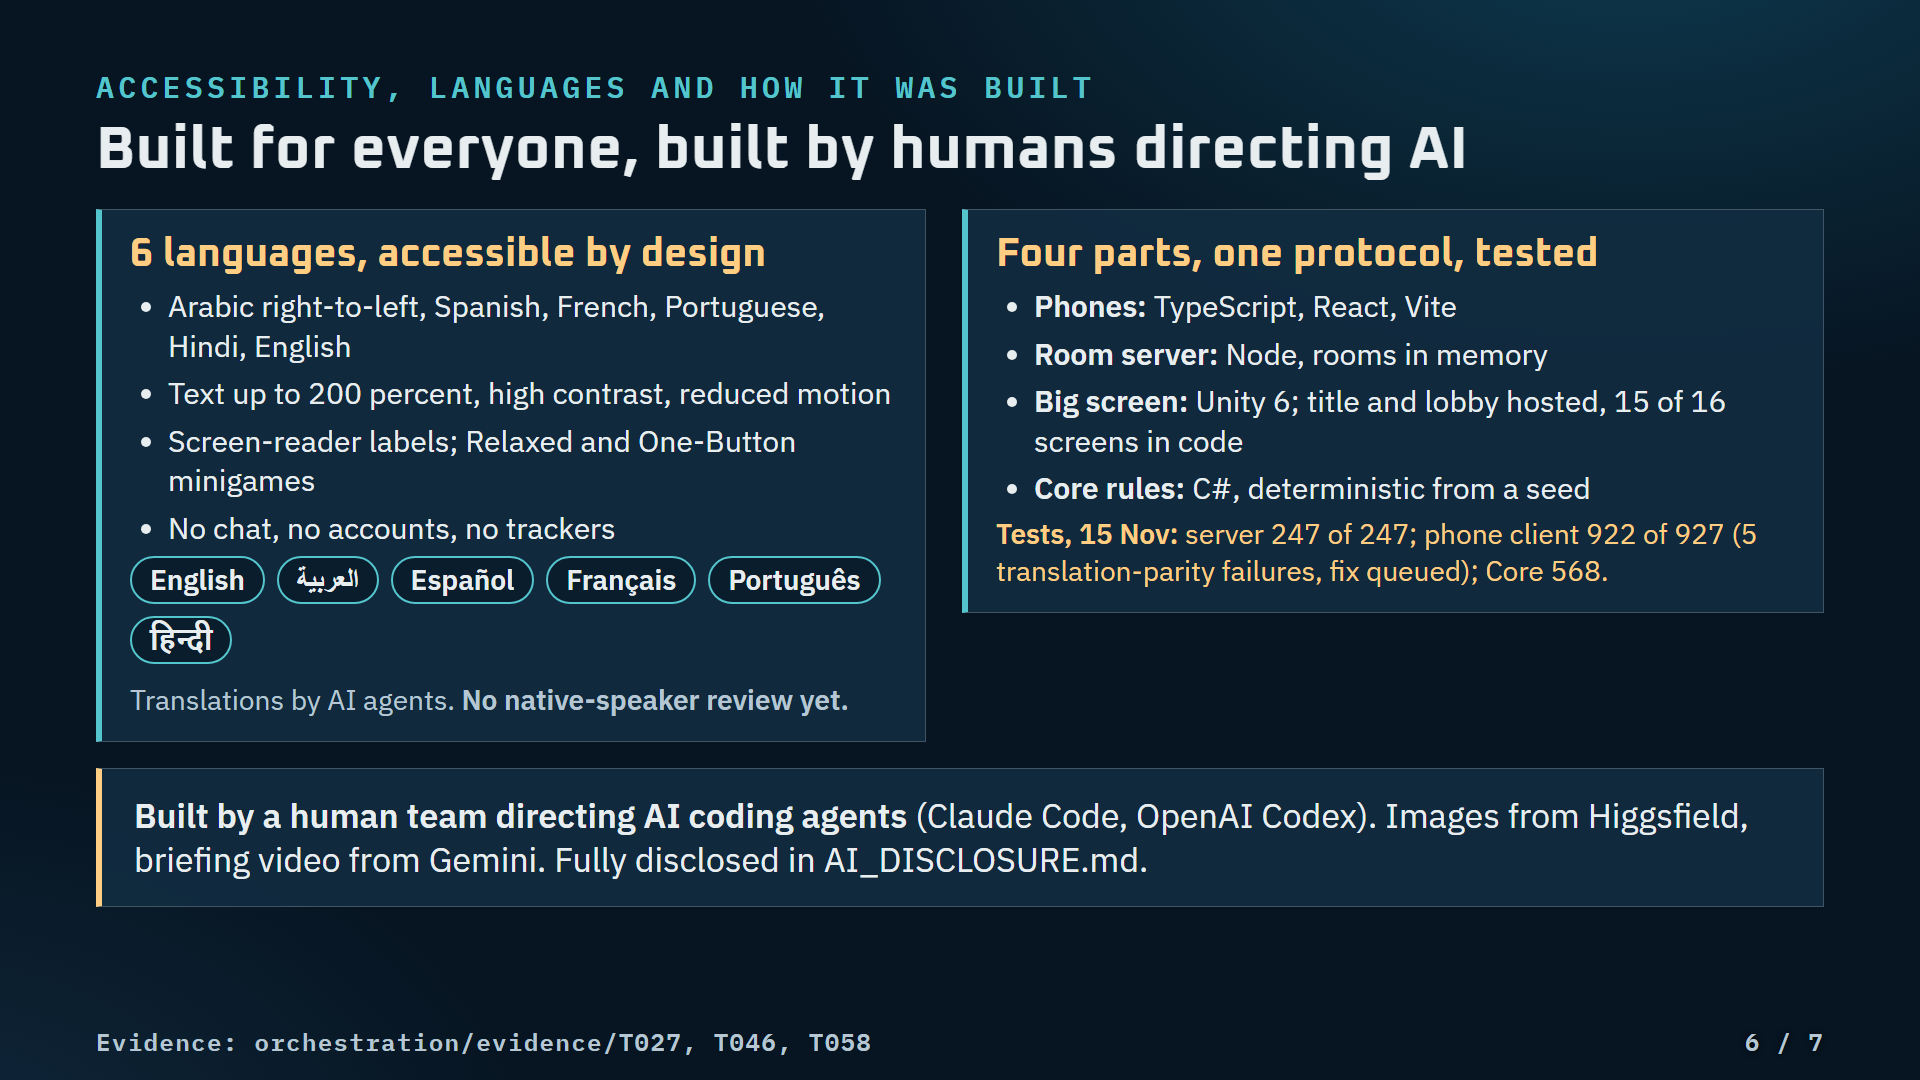 ACCESSIBILITY, LANGUAGES AND HOW IT WAS BUILT
Built for everyone, built by humans directing AI
6 languages, accessible by design
• Arabic right-to-left, Spanish, French, Portuguese,
Hindi, English
• Text up to 200 percent, high contrast, reduced motion
• Screen-reader labels; Relaxed and One-Button
minigames
• No chat, no accounts, no trackers
English العربية Español Français Português
हिन्दी
Translations by AI agents. No native-speaker review yet.
Four parts, one protocol, tested
• Phones: TypeScript, React, Vite
• Room server: Node, rooms in memory
• Big screen: Unity 6; title and lobby hosted, 15 of 16
screens in code
• Core rules: C#, deterministic from a seed
Tests, 15 Nov: server 247 of 247; phone client 922 of 927 (5
translation-parity failures, fix queued); Core 568.
Built by a human team directing AI coding agents (Claude Code, OpenAI Codex). Images from Higgsfield,
briefing video from Gemini. Fully disclosed in AI_DISCLOSURE.md.
Evidence: orchestration/evidence/T027, T046, T058
6 / 7